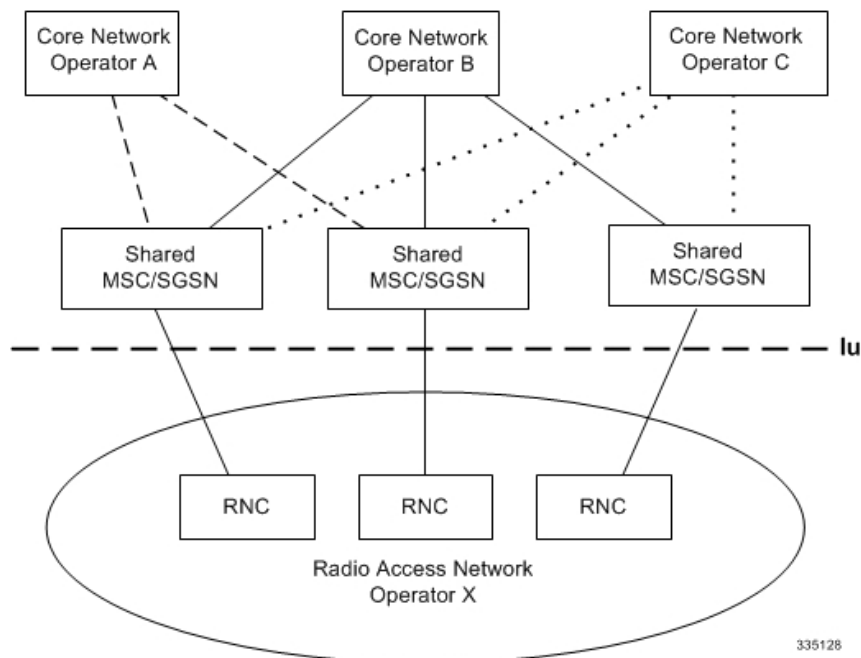 Core Network
Operator A
Core Network
Operator B
Core Network
Operator C
Shared
MSC/SGSN
Shared
MSC/SGSN
Shared
MSC/SGSN
Iu
RNC
RNC
RNC
Radio Access Network
Operator X
335128